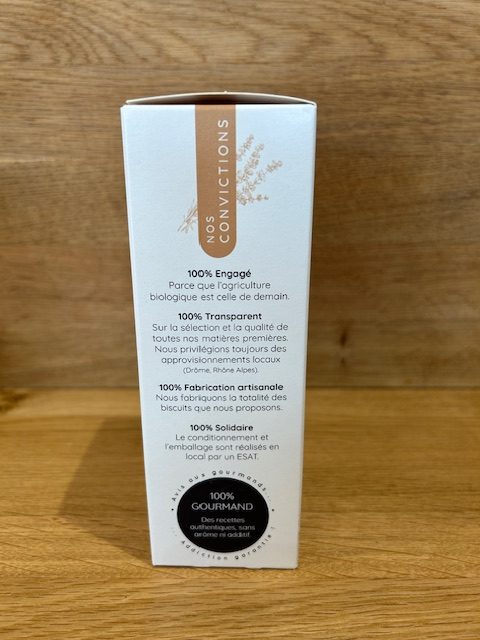 NOS
CONVICTIONS
100% Engagé
Parce que l'agriculture
biologique est celle de demain.
100% Transparent
Sur la sélection et la qualité de
toutes nos matières premières.
Nous privilégions toujours des
approvisionnements locaux
(Drôme, Rhône Alpes).
100% Fabrication artisanale
Nous fabriquons la totalité des
biscuits que nous proposons.
100% Solidaire
Le conditionnement et
l'emballage sont réalisés en
local par un ESAT.
Avis aux gourmands...
100%
GOURMAND
Des recettes
authentiques, sans
arôme ni additif.
...Addiction garantie !